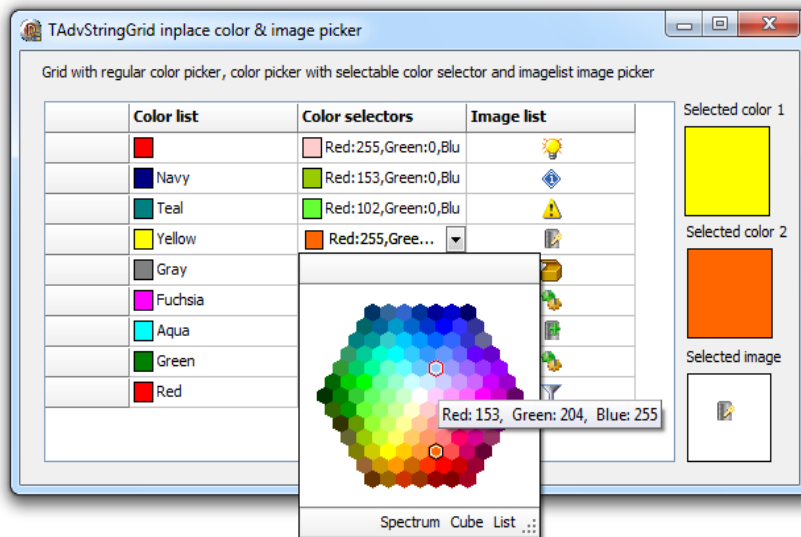 TAdvStringGrid inplace color & image picker
Grid with regular color picker, color picker with selectable color selector and imagelist image picker
Color list Color selectors Image list
Selected color 1
Red:255,Green:0,Blu
Navy Red:153,Green:0,Blu
Teal Red:102,Green:0,Blu
Yellow Red:255,Gree...
Selected color 2
Gray
Fuchsia
Aqua
Green
Selected image
Red
Red: 153, Green: 204, Blue: 255
Spectrum Cube List